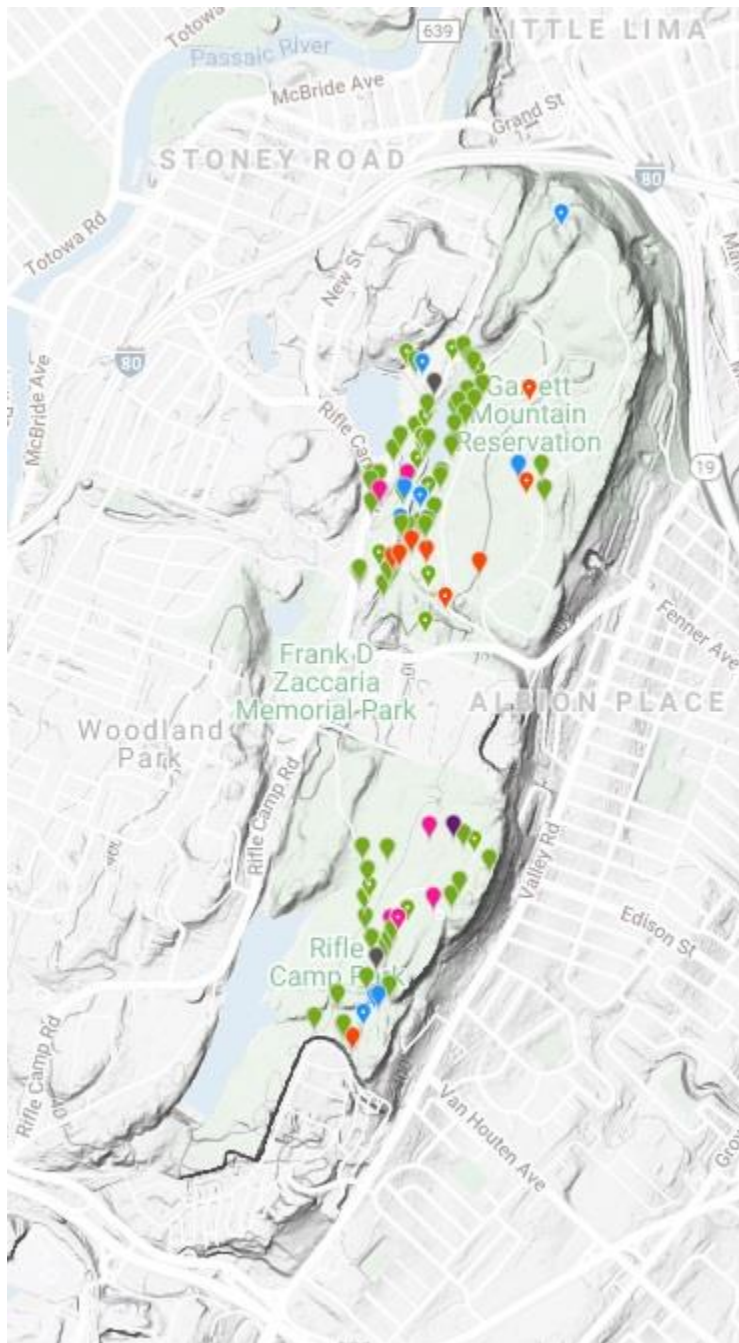 LITTLE LIMA
Totowa
639
Passaic River
McBride Ave
Grand St
STONEY ROAD
80
Totowa Rd
New St
80
McBride Ave
Garrett
Mountain
Reservation
Rifle Ca
19
Fenner Ave
Frank D
Zaccaria
Memorial Park
ALBION PLACE
Woodland
Park
Rifle Camp Rd
Valley Rd
Edison St
Rifle
Camp Park
Rifle Camp Rd
Van Houten Ave